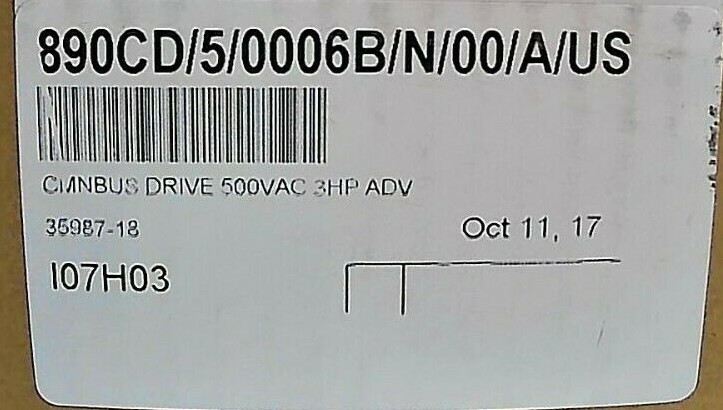 890CD/5/0006B/N/00/A/US
CMNBUS DRIVE 500VAC 3HP ADV
35987-18
Oct 11, 17
I07H03